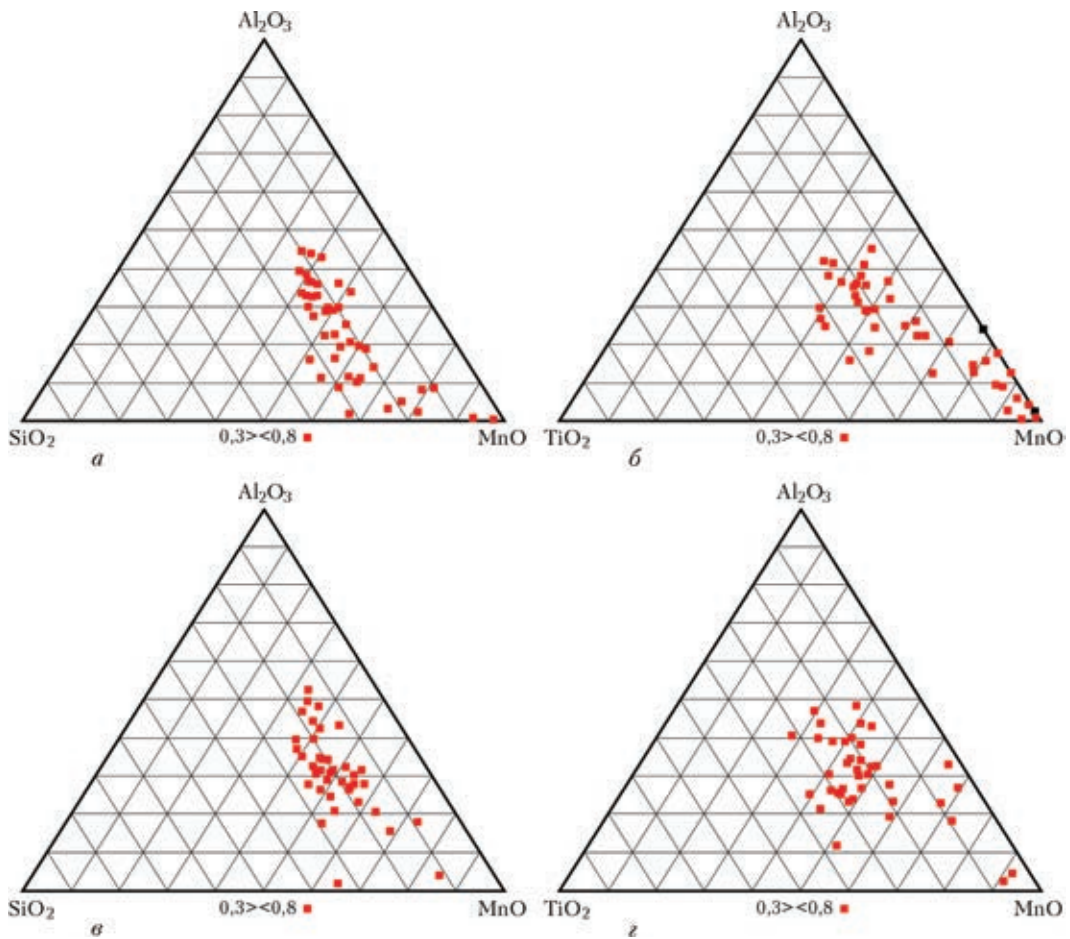 Al₂O₃ Al₂O₃
SiO₂ 0,3><0,8 MnO TiO₂ 0,3><0,8 MnO
а б
Al₂O₃ Al₂O₃
SiO₂ 0,3><0,8 MnO TiO₂ 0,3><0,8 MnO
в г